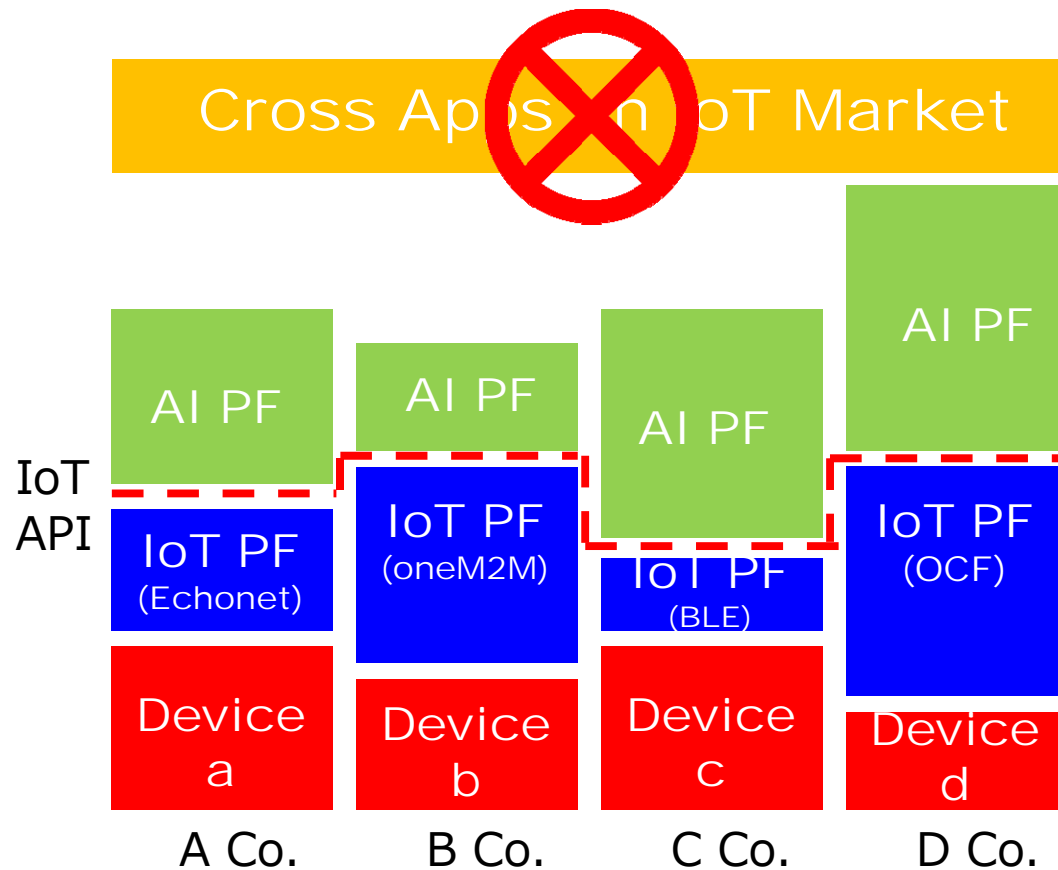 Cross Apps in IoT Market
AI PF
AI PF
AI PF
AI PF
IoT
API
IoT PF
(Echonet)
IoT PF
(oneM2M)
IoT PF
(BLE)
IoT PF
(OCF)
Device
a
Device
b
Device
c
Device
d
A Co.
B Co.
C Co.
D Co.